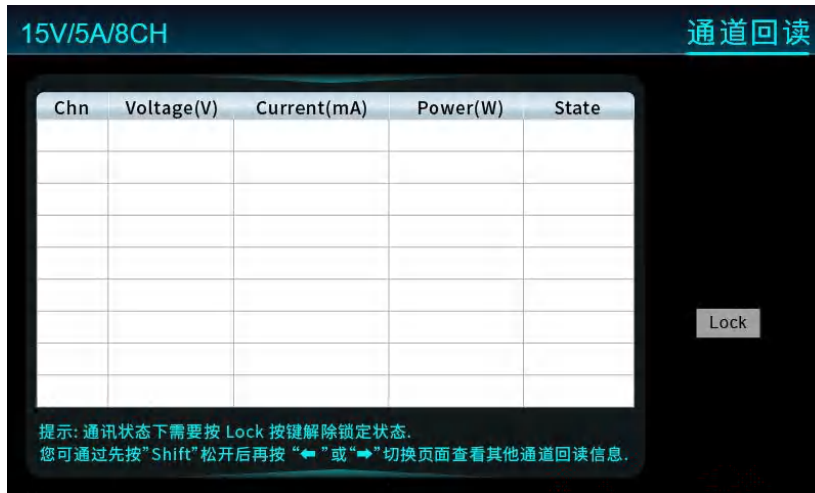 15V/5A/8CH 通道回读
Chn Voltage(V) Current(mA) Power(W) State
Lock
提示: 通讯状态下需要按 Lock 按键解除锁定状态.
您可通过先按”Shift”松开后再按 “⬅ ”或“➡”切换页面查看其他通道回读信息.